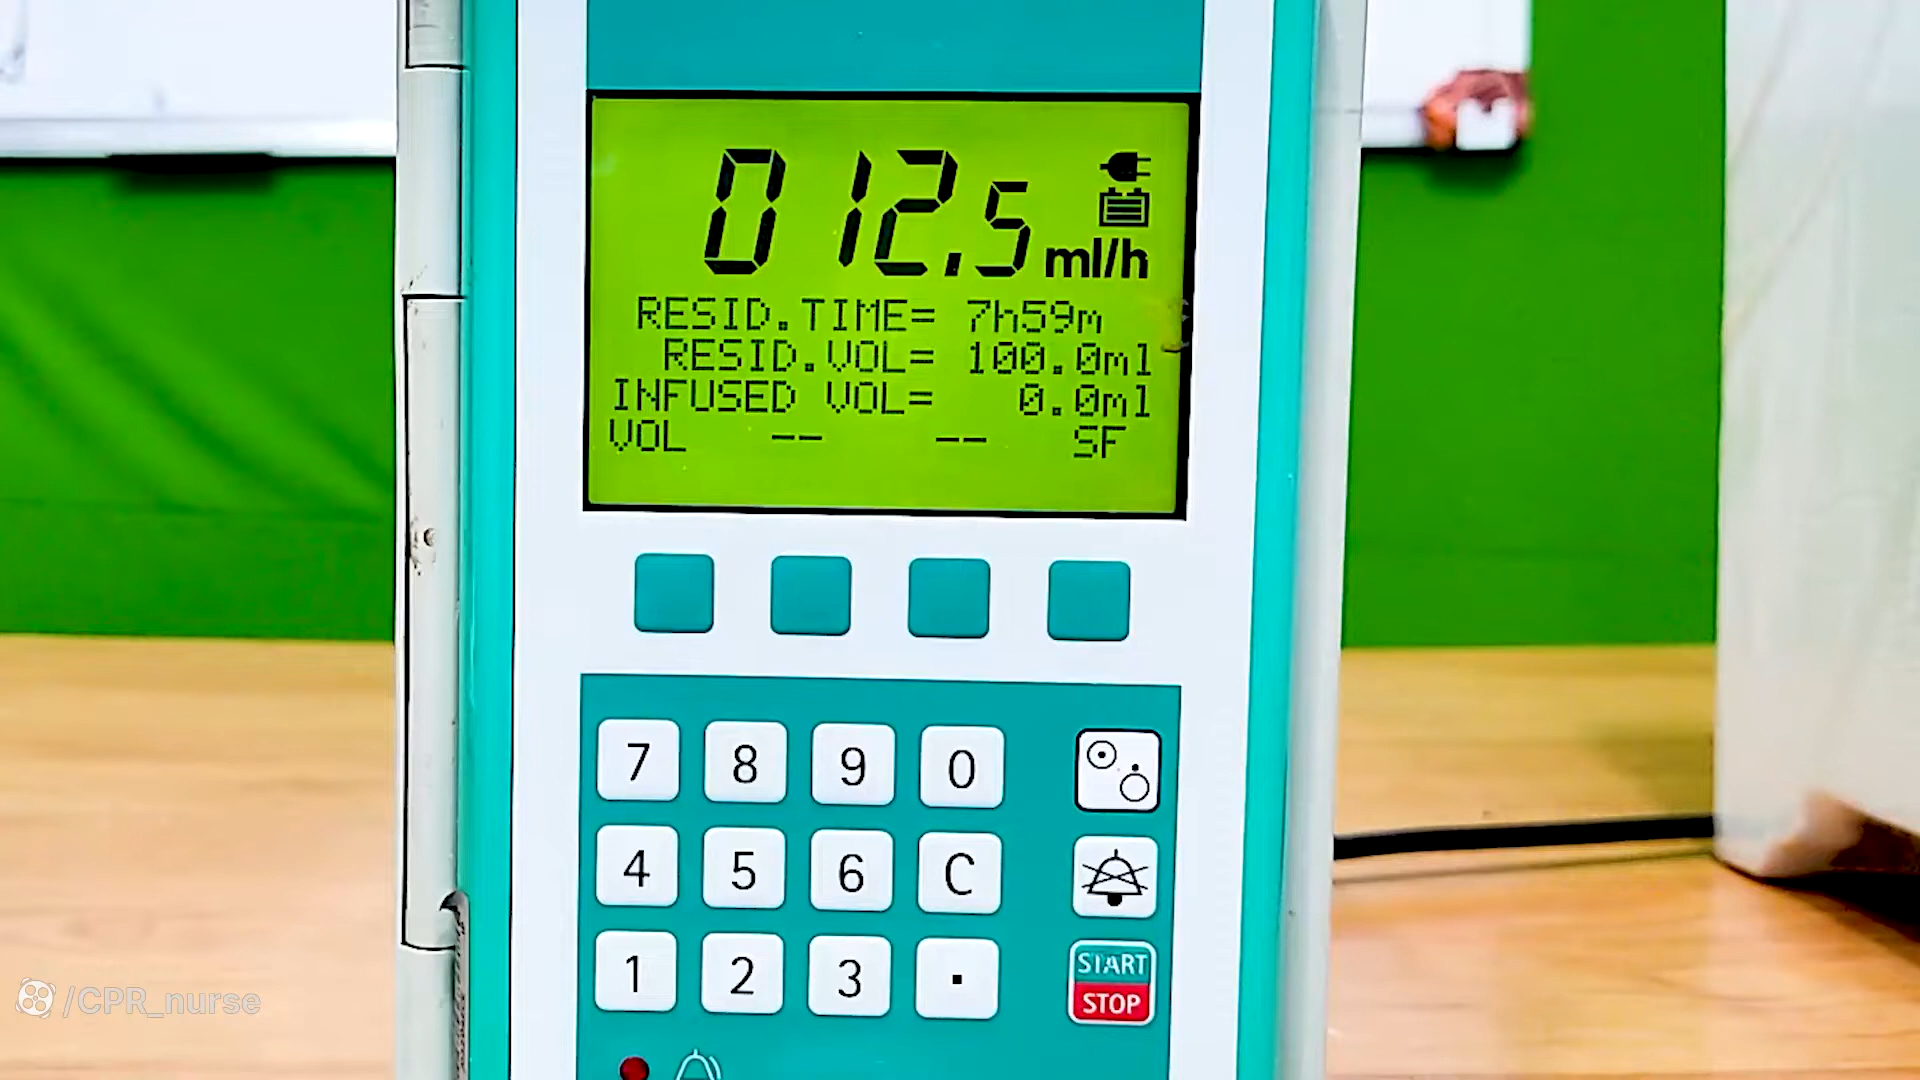 012.5 ml/h
RESID.TIME= 7h59m
RESID.VOL= 100.0ml
INFUSED VOL= 0.0ml
VOL -- -- SF
7 8 9 0
4 5 6 C
1 2 3 .
START
STOP
/CPR_nurse